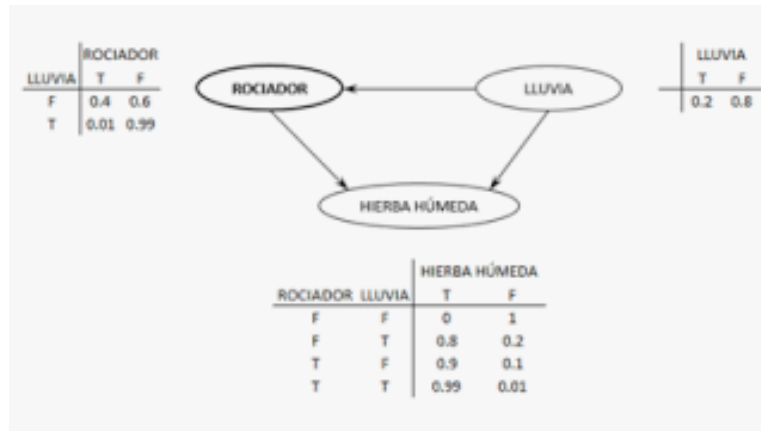 ROCIADOR
LLUVIA T F
F 0.4 0.6
T 0.01 0.99
ROCIADOR
LLUVIA
LLUVIA
T F
0.2 0.8
HIERBA HÚMEDA
HIERBA HÚMEDA
ROCIADOR LLUVIA T F
F F 0 1
F T 0.8 0.2
T F 0.9 0.1
T T 0.99 0.01